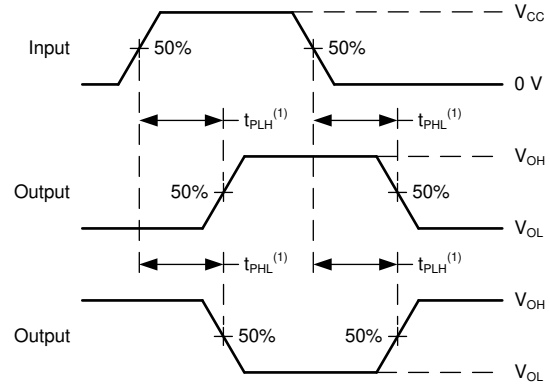 V_CC
Input 50% 50%
0 V
t_PLH^(1) t_PHL^(1)
V_OH
Output 50% 50%
V_OL
t_PHL^(1) t_PLH^(1)
V_OH
Output 50% 50%
V_OL